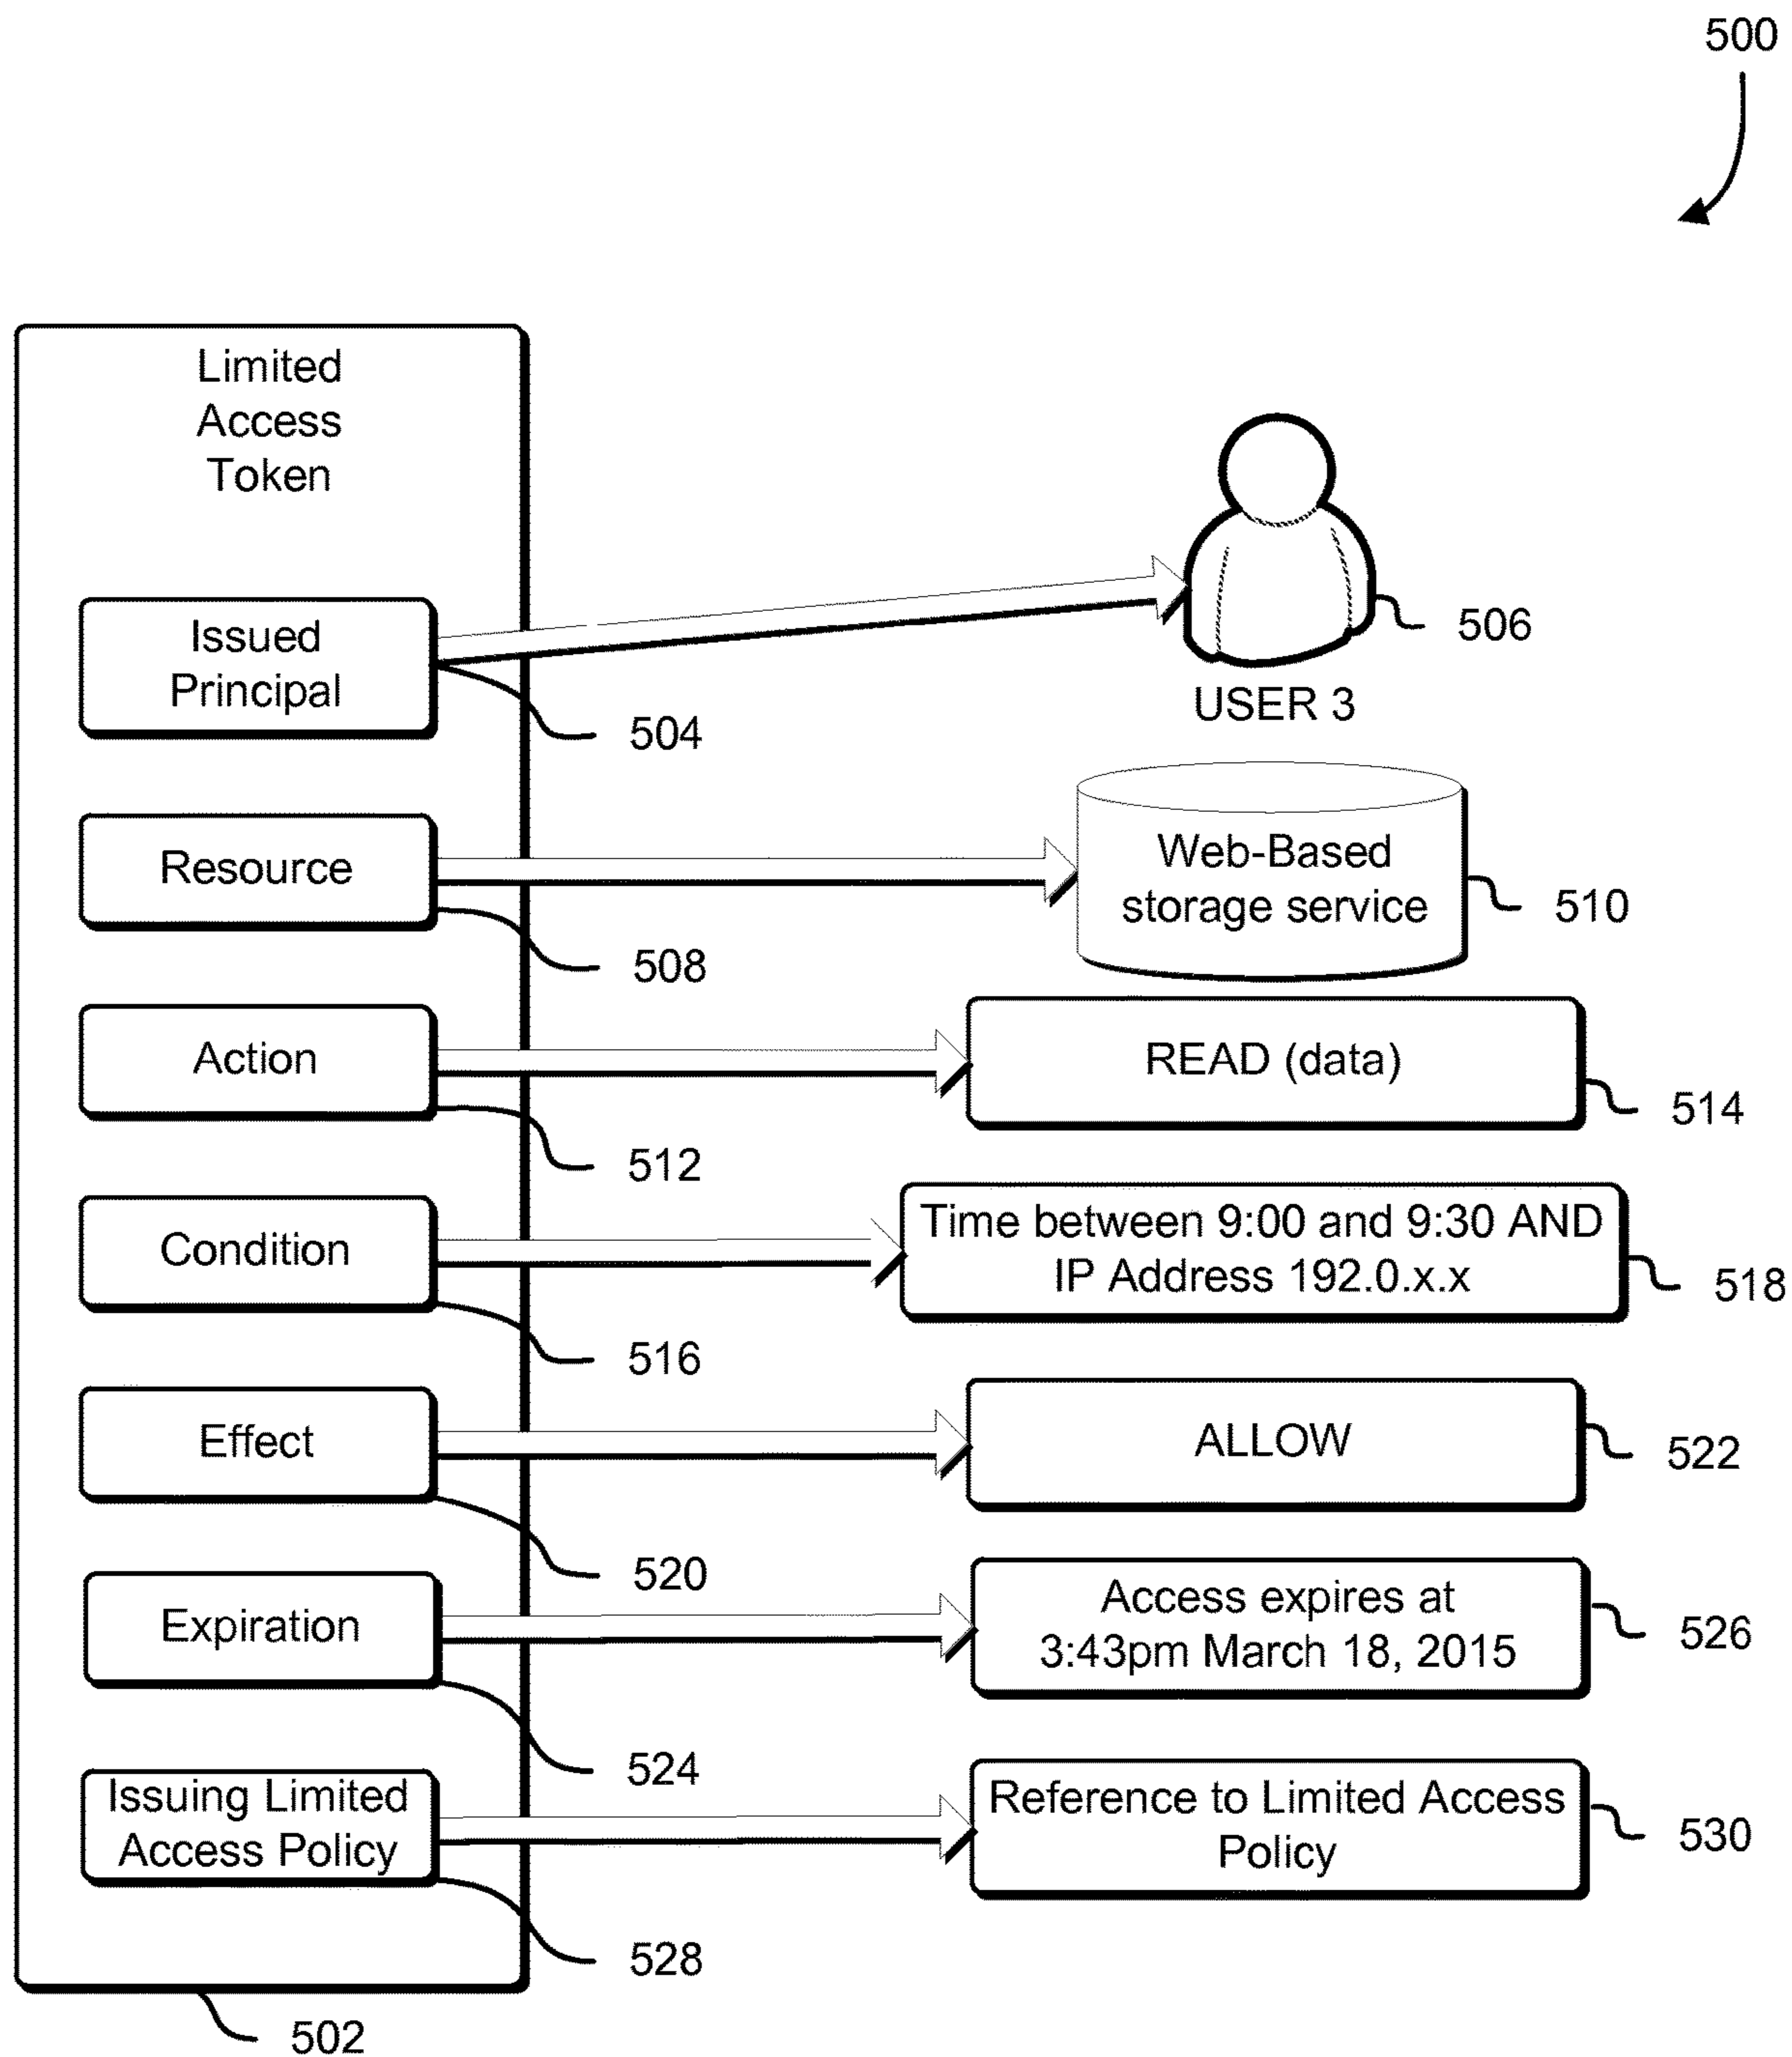 500
Limited
Access
Token
Issued
Principal
504
506
USER 3
Resource
508
Web-Based
storage service
510
Action
512
READ (data)
514
Condition
516
Time between 9:00 and 9:30 AND
IP Address 192.0.x.x
518
Effect
520
ALLOW
522
Expiration
524
Access expires at
3:43pm March 18, 2015
526
Issuing Limited
Access Policy
528
Reference to Limited Access
Policy
530
502